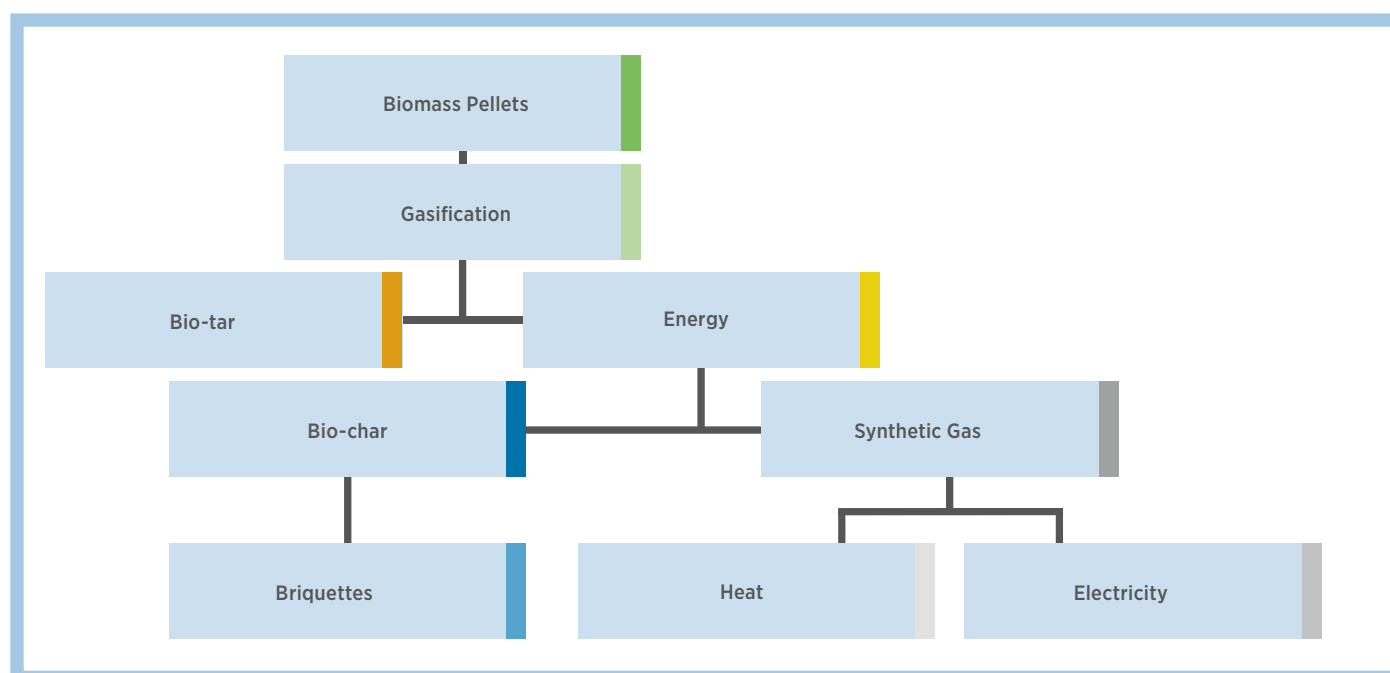 Biomass Pellets
Gasification
Bio-tar
Energy
Bio-char
Synthetic Gas
Briquettes
Heat
Electricity